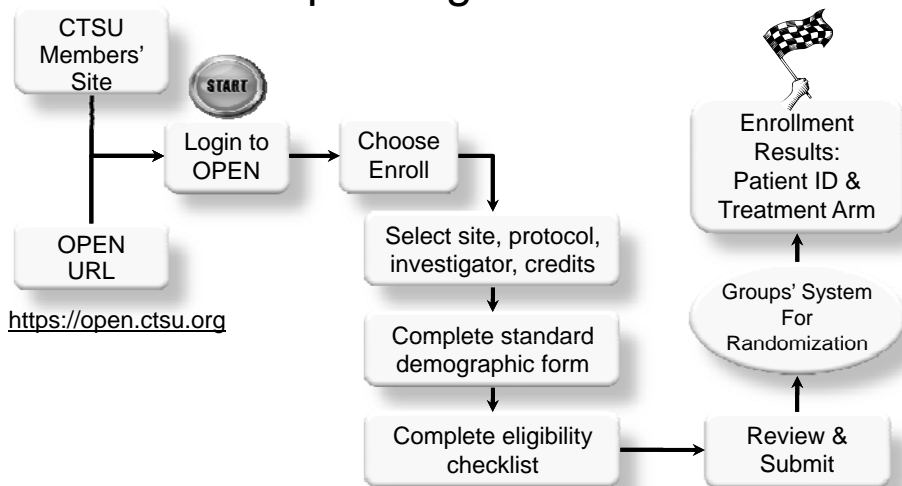 CTSU
Members'
Site
START
Login to
OPEN
Choose
Enroll
OPEN
URL
https://open.ctsu.org
Select site, protocol,
investigator, credits
Complete standard
demographic form
Complete eligibility
checklist
Review &
Submit
Groups' System
For
Randomization
Enrollment
Results:
Patient ID &
Treatment Arm